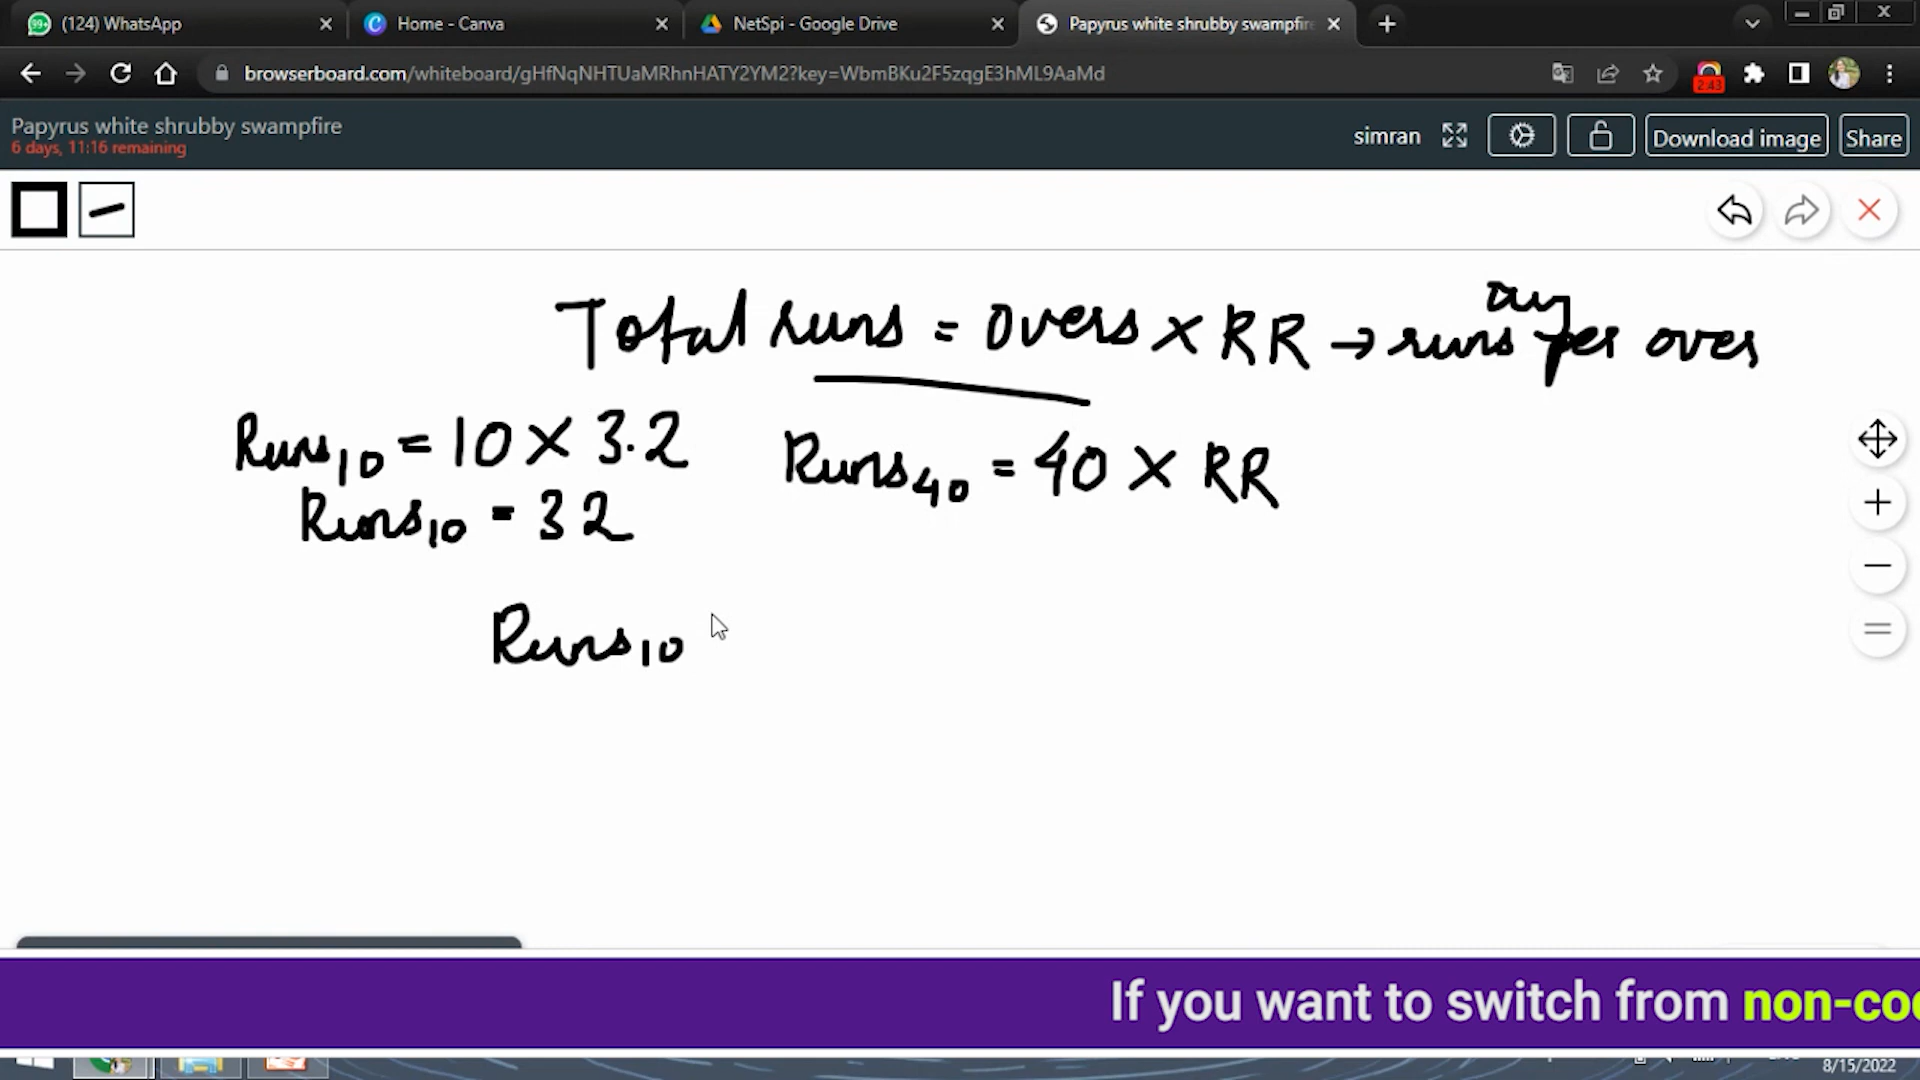 (124) WhatsApp
Home - Canva
NetSpi - Google Drive
Papyrus white shrubby swampfire
browserboard.com/whiteboard/gHfNqNHTUaMRhnHATY2YM2?key=WbmBKu2F5zqgE3hML9AaMd
2:43
Papyrus white shrubby swampfire
6 days, 11:16 remaining
simran
Download image
Share
Total runs = overs × RR → runs per over
Runs10 = 10 × 3.2
Runs40 = 40 × RR
Runs10 = 32
Runs10
If you want to switch from non-co
8/15/2022